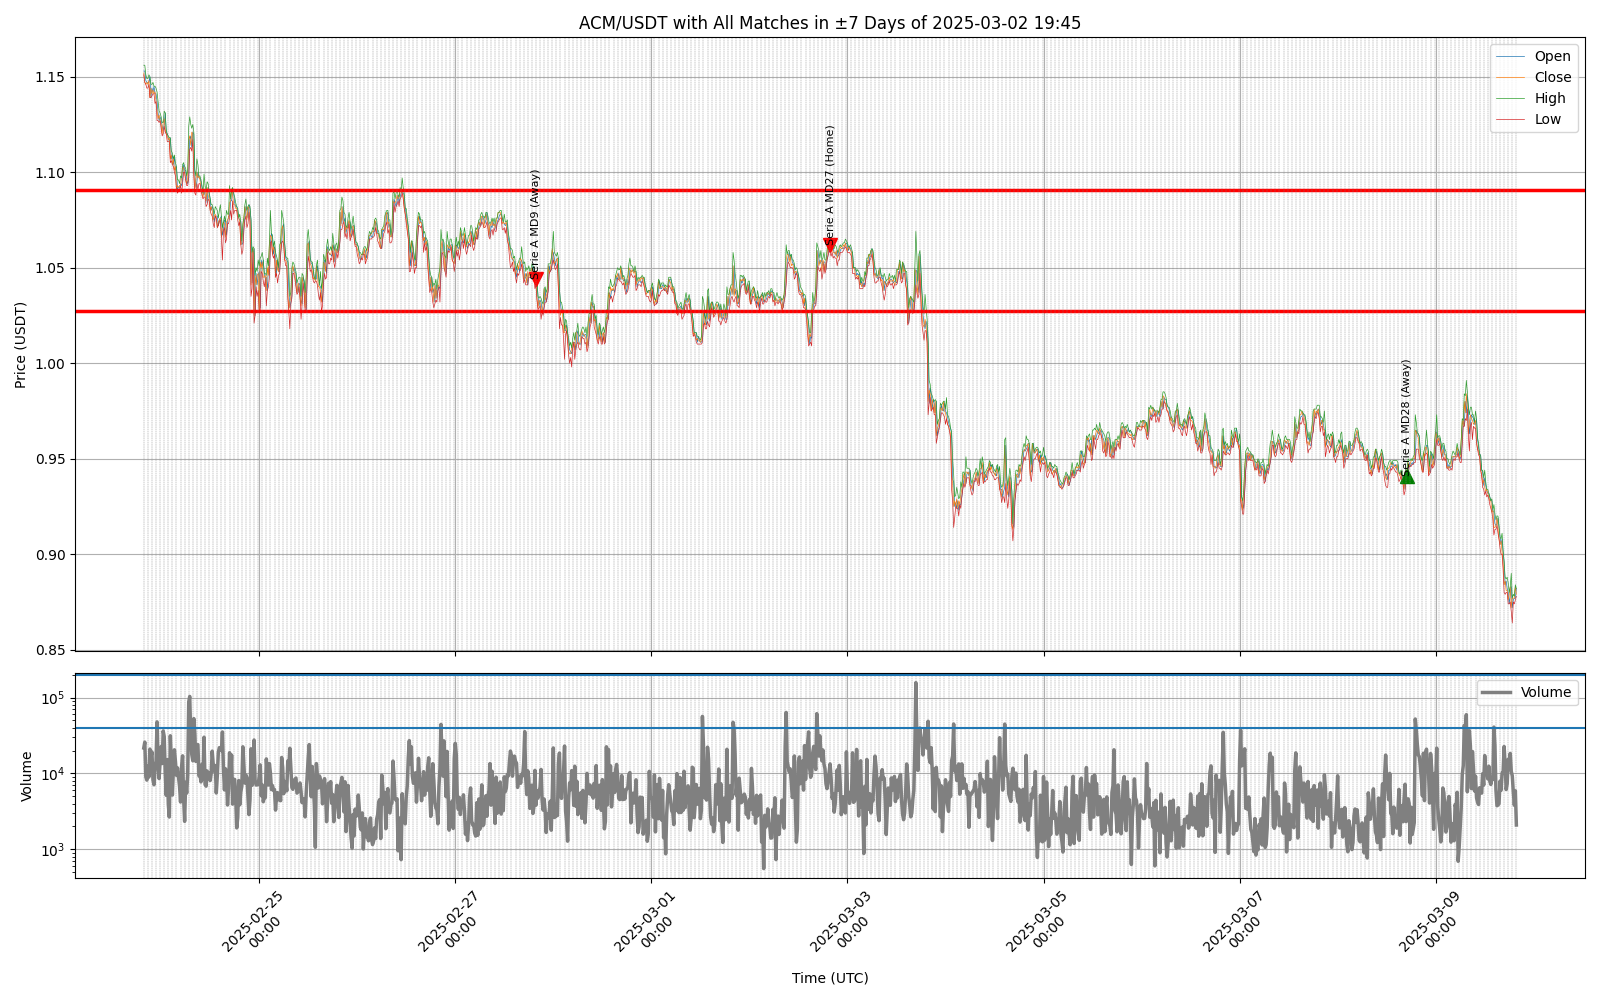 ACM/USDT with All Matches in ±7 Days of 2025-03-02 19:45
Price (USDT)
1.15
1.10
1.05
1.00
0.95
0.90
0.85
Open
Close
High
Low
Serie A MD9 (Away)
Serie A MD27 (Home)
Serie A MD28 (Away)
Volume
10^5
10^4
10^3
Volume
2025-02-25
00:00
2025-02-27
00:00
2025-03-01
00:00
2025-03-03
00:00
2025-03-05
00:00
2025-03-07
00:00
2025-03-09
00:00
Time (UTC)